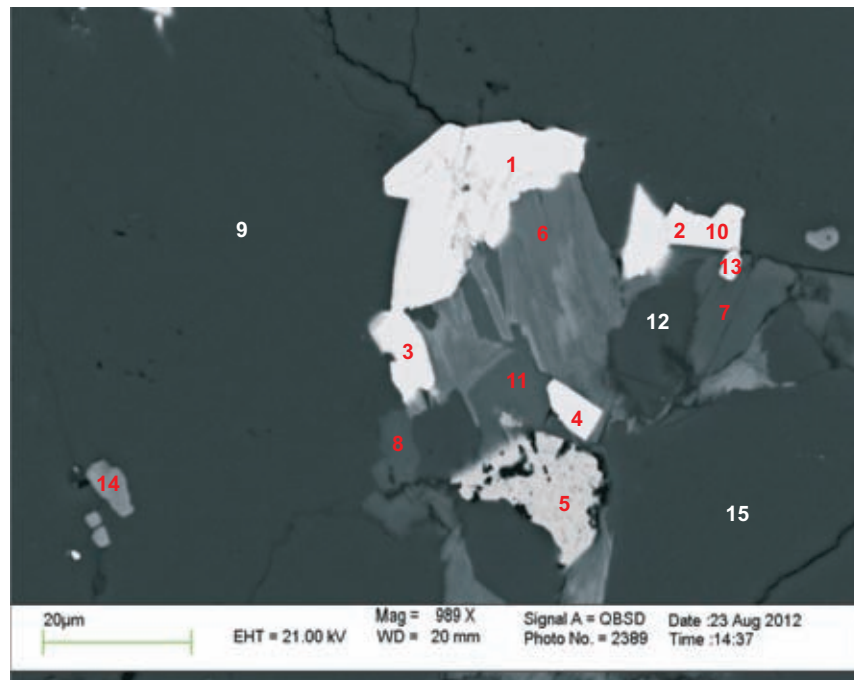 1
9
6
2 10
13
12
7
3
11
4
8
14
5
15
20µm
EHT = 21.00 kV
Mag = 989 X
WD = 20 mm
Signal A = QBSD
Photo No. = 2389
Date :23 Aug 2012
Time :14:37